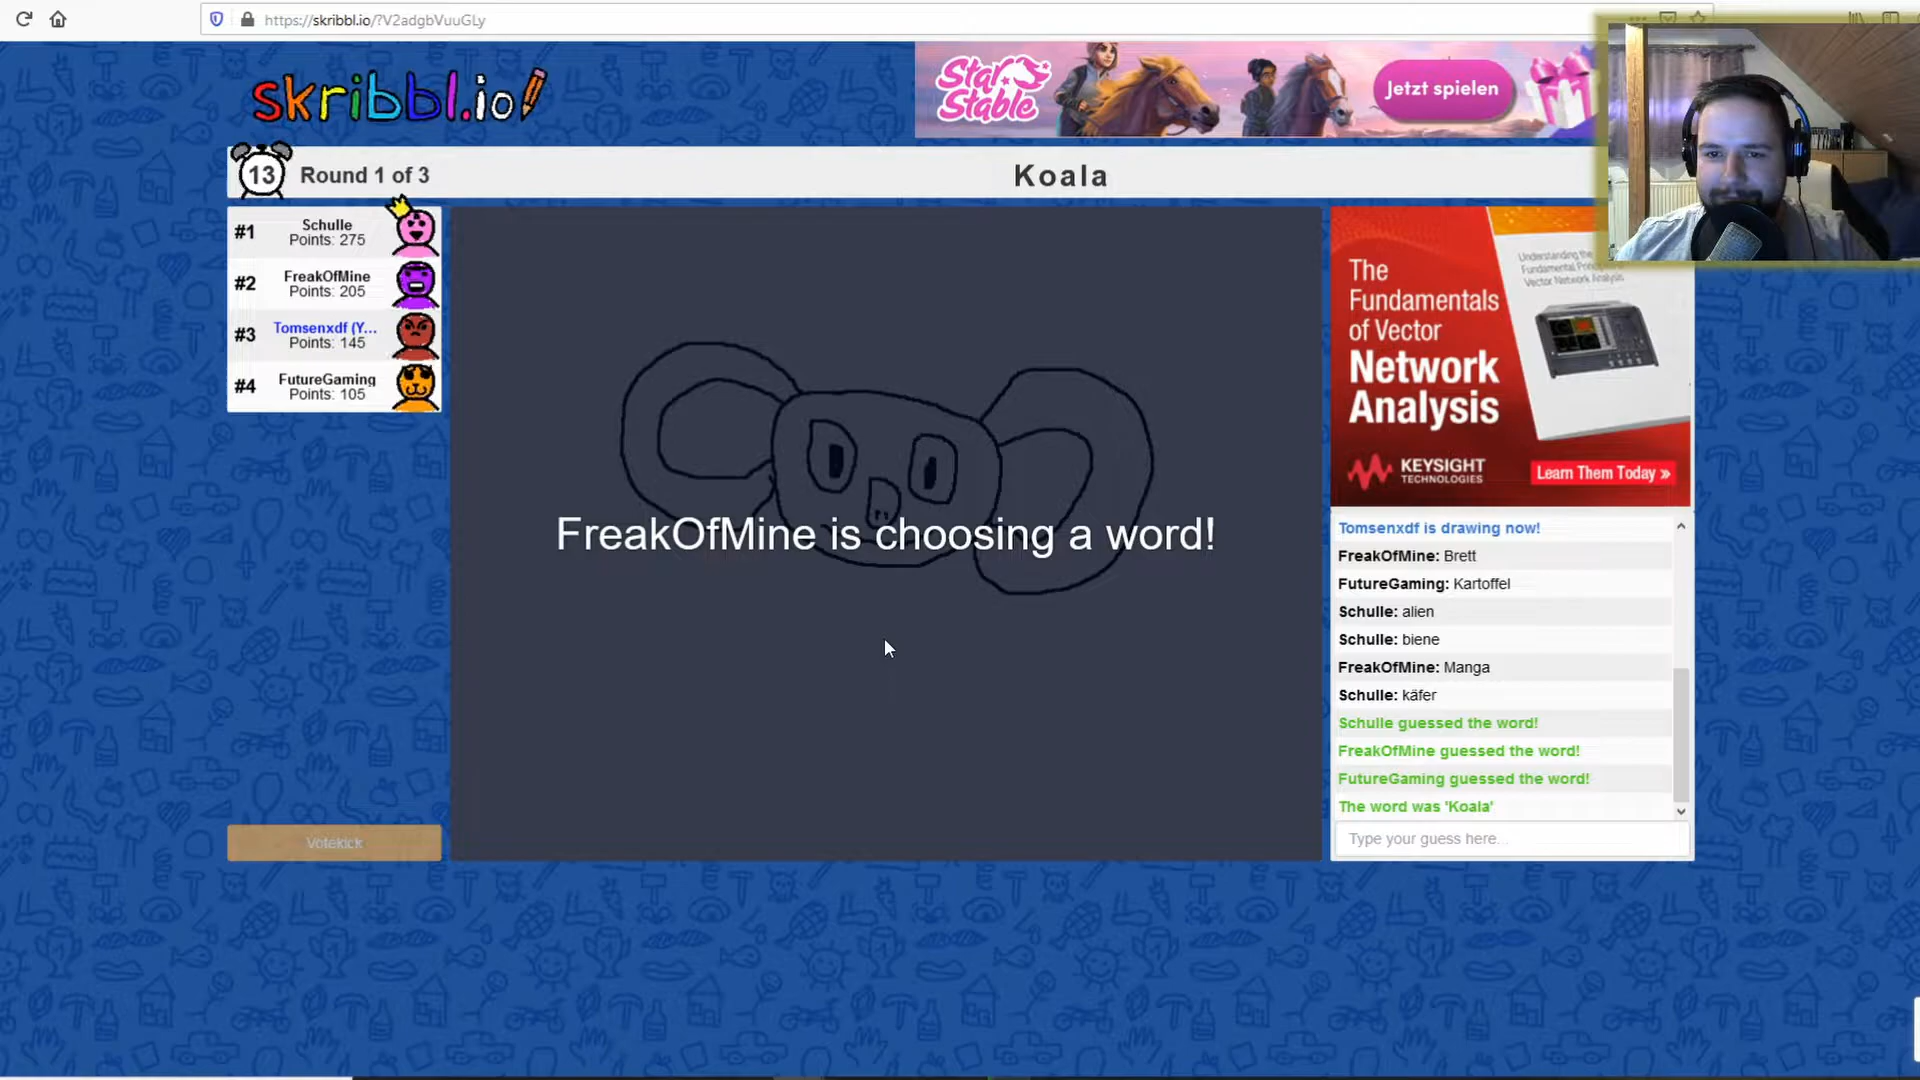 https://skribbl.io/?V2adgbVuuGLy
skribbl.io
Star Stable
Jetzt spielen
13
Round 1 of 3
Koala
#1
Schulle
Points: 275
#2
FreakOfMine
Points: 205
#3
Tomsenxdf (Y...
Points: 145
#4
FutureGaming
Points: 105
Votekick
FreakOfMine is choosing a word!
The
Fundamentals
of Vector
Network
Analysis
KEYSIGHT
TECHNOLOGIES
Learn Them Today »
Tomsenxdf is drawing now!
FreakOfMine: Brett
FutureGaming: Kartoffel
Schulle: alien
Schulle: biene
FreakOfMine: Manga
Schulle: käfer
Schulle guessed the word!
FreakOfMine guessed the word!
FutureGaming guessed the word!
The word was 'Koala'
Type your guess here...